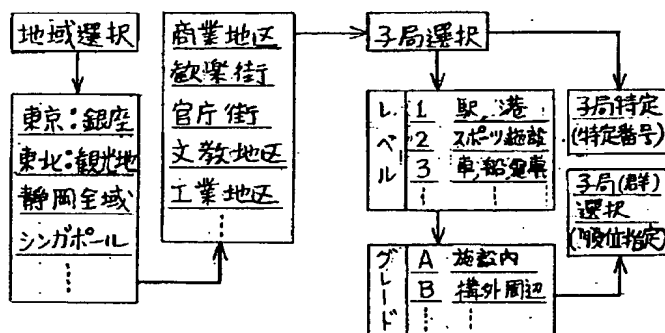 地域選択
東京:銀座
東北:観光地
静岡全域
シンガポール
商業地区
歓楽街
官庁街
文教地区
工業地区
子局選択
レベル
1 駅,港
2 スポーツ施設
3 車,船,電車
グレード
A 施設内
B 構外周辺
子局特定
(特定番号)
子局(群)
選択
(順位指定)